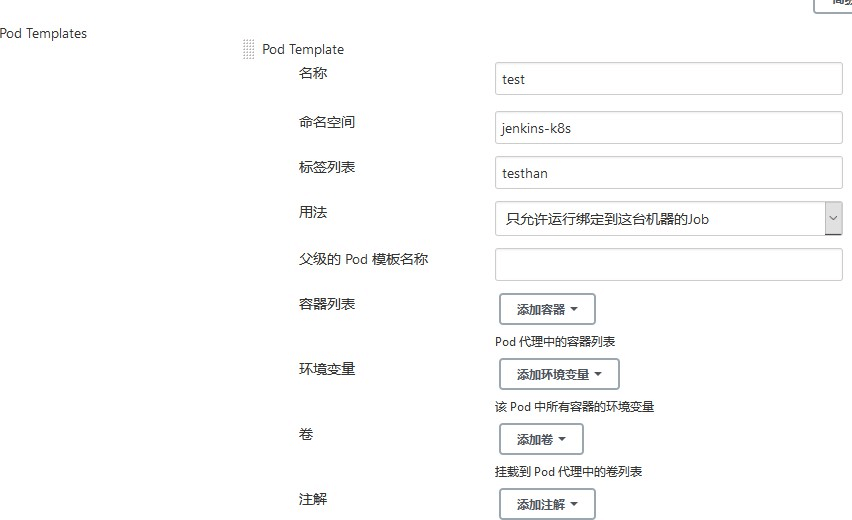 Pod Templates
Pod Template
名称
test
命名空间
jenkins-k8s
标签列表
testhan
用法
只允许运行绑定到这台机器的Job
父级的 Pod 模板名称
容器列表
添加容器
Pod 代理中的容器列表
环境变量
添加环境变量
该 Pod 中所有容器的环境变量
卷
添加卷
挂载到 Pod 代理中的卷列表
注解
添加注解